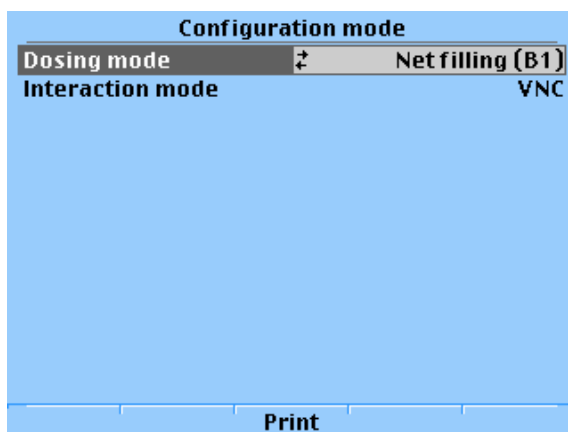 Configuration mode
Dosing mode ⇄ Net filling (B1)
Interaction mode VNC
Print